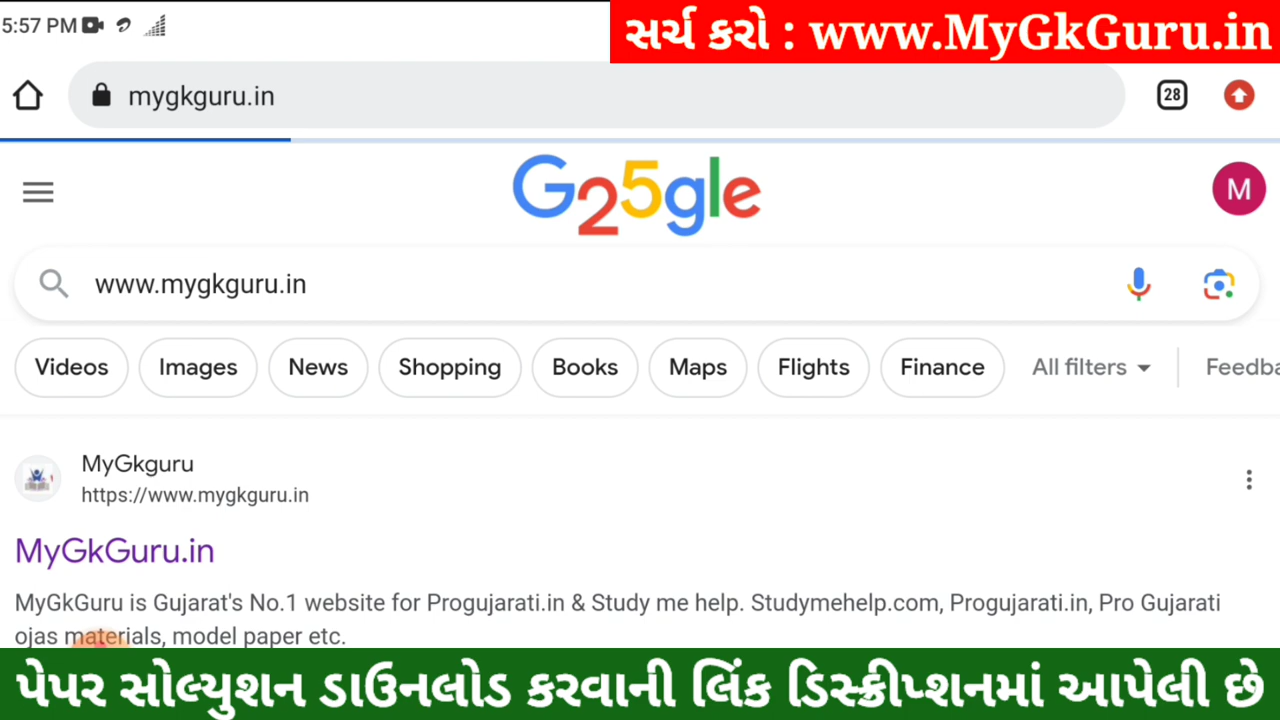 5:57 PM
સર્ચ કરો : www.MyGkGuru.in
mygkguru.in
28
G25gle
M
www.mygkguru.in
Videos Images News Shopping Books Maps Flights Finance All filters Feedba
MyGkguru
https://www.mygkguru.in
MyGkGuru.in
MyGkGuru is Gujarat's No.1 website for Progujarati.in & Study me help. Studymehelp.com, Progujarati.in, Pro Gujarati
ojas materials, model paper etc.
પેપર સોલ્યુશન ડાઉનલોડ કરવાની લિંક ડિસ્ક્રીપ્શનમાં આપેલી છે